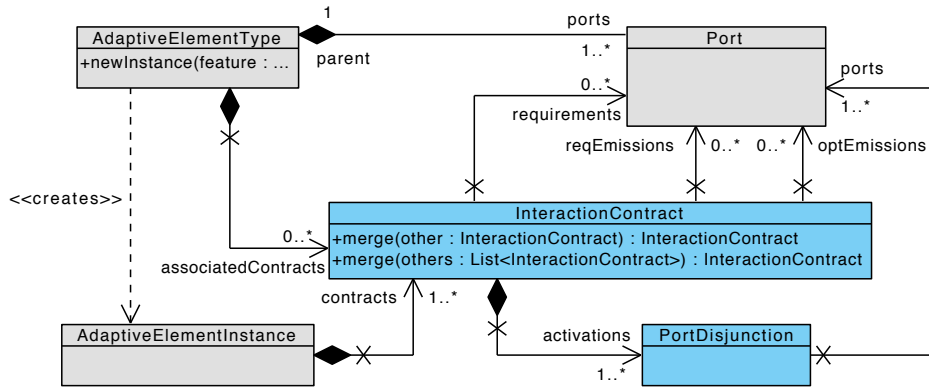 1
ports
AdaptiveElementType
+newInstance(feature : ...
parent
1..*
Port
ports
0..*
1..*
requirements
reqEmissions
0..*
0..*
optEmissions
<<creates>>
InteractionContract
+merge(other : InteractionContract) : InteractionContract
+merge(others : List<InteractionContract>) : InteractionContract
0..*
associatedContracts
contracts
1..*
AdaptiveElementInstance
activations
1..*
PortDisjunction